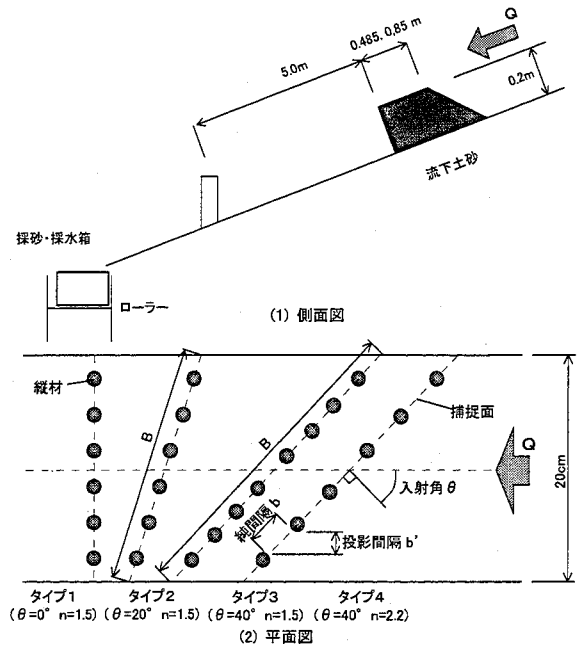 Q
0.485, 0.85 m
5.0m
0.2m
流下土砂
採砂・採水箱
ローラー
(1) 側面図
縦材
捕捉面
B
B
Q
20cm
入射角θ
純間隔 b
投影間隔b'
タイプ1 タイプ2 タイプ3 タイプ4
(θ=0° n=1.5) (θ=20° n=1.5) (θ=40° n=1.5) (θ=40° n=2.2)
(2) 平面図